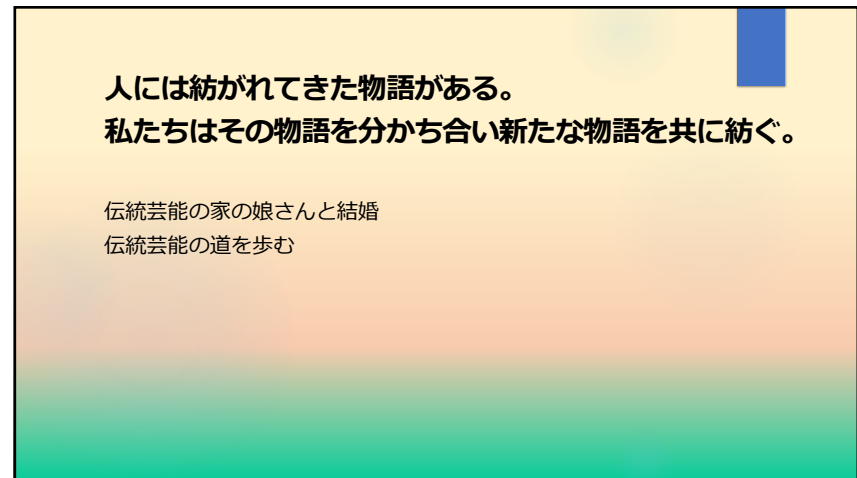 人には紡がれてきた物語がある。
私たちはその物語を分かち合い新たな物語を共に紡ぐ。
伝統芸能の家の娘さんと結婚
伝統芸能の道を歩む